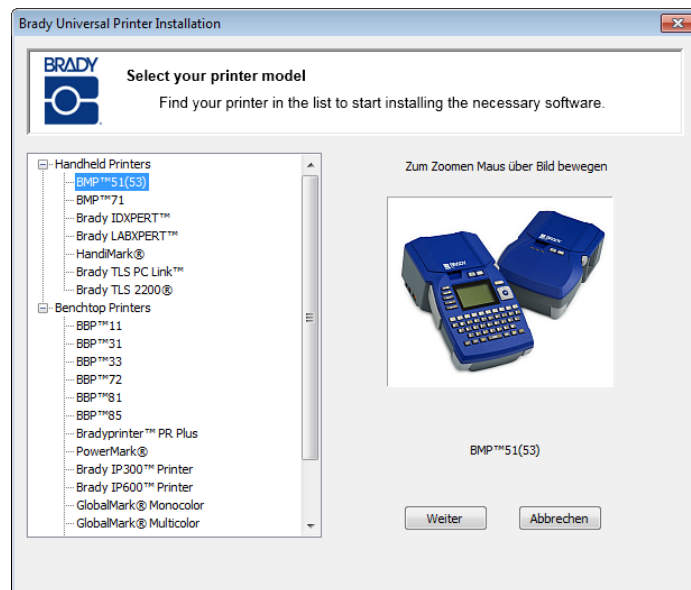 Brady Universal Printer Installation
BRADY
Select your printer model
Find your printer in the list to start installing the necessary software.
Handheld Printers
BMP™51(53)
BMP™71
Brady IDXPERT™
Brady LABXPERT™
HandiMark®
Brady TLS PC Link™
Brady TLS 2200®
Benchtop Printers
BBP™11
BBP™31
BBP™33
BBP™72
BBP™81
BBP™85
Bradyprinter™ PR Plus
PowerMark®
Brady IP300™ Printer
Brady IP600™ Printer
GlobalMark® Monocolor
GlobalMark® Multicolor
Zum Zoomen Maus über Bild bewegen
BRADY
BMP™51(53)
Weiter
Abbrechen